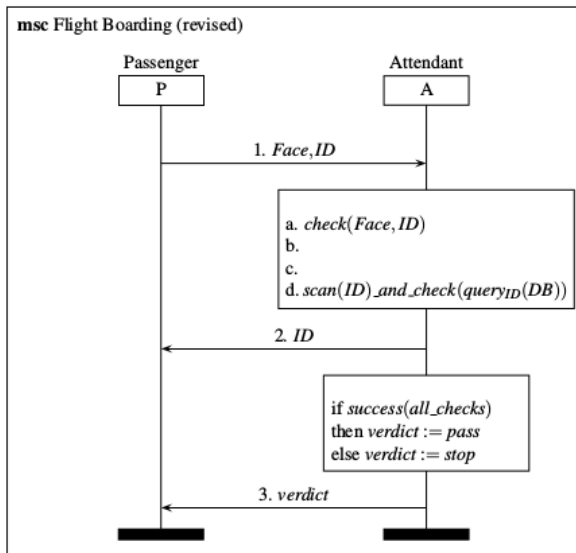 msc Flight Boarding (revised)
Passenger Attendant
P A
1. Face,ID
a. check(Face,ID)
b.
c.
d. scan(ID)_and_check(query_ID(DB))
2. ID
if success(all_checks)
then verdict := pass
else verdict := stop
3. verdict